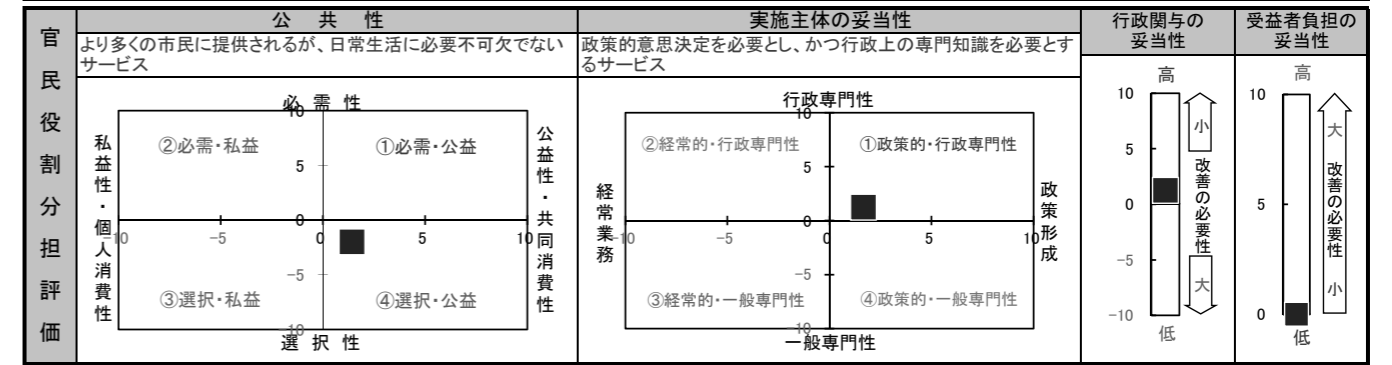 官民役割分担評価
公共性
より多くの市民に提供されるが、日常生活に必要不可欠でない
サービス
必需性
10
②必需・私益
①必需・公益
5
私益性・個人消費性
公益性・共同消費性
0
-10
-5
0
5
10
-5
③選択・私益
④選択・公益
-10
選択性
実施主体の妥当性
政策的意思決定を必要とし、かつ行政上の専門知識を必要とす
るサービス
行政専門性
10
②経常的・行政専門性
①政策的・行政専門性
5
経常業務
政策形成
0
-10
-5
0
5
10
-5
③経常的・一般専門性
④政策的・一般専門性
-10
一般専門性
行政関与の
妥当性
高
10
5
0
-5
-10
低
小
改善の必要性
大
受益者負担の
妥当性
高
10
5
0
低
大
改善の必要性
小